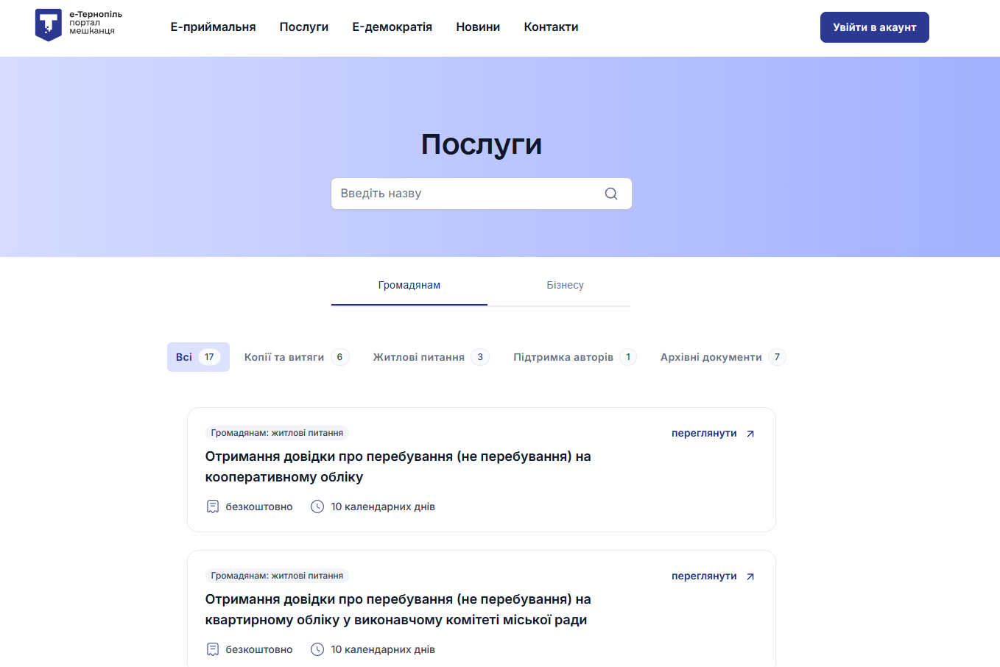 е-Тернопіль
портал
мешканця
Е-приймальня
Послуги
Е-демократія
Новини
Контакти
Увійти в акаунт
Послуги
Введіть назву
Громадянам
Бізнесу
Всі 17
Копії та витяги 6
Житлові питання 3
Підтримка авторів 1
Архівні документи 7
Громадянам: житлові питання
переглянути
Отримання довідки про перебування (не перебування) на
кооперативному обліку
безкоштовно
10 календарних днів
Громадянам: житлові питання
переглянути
Отримання довідки про перебування (не перебування) на
квартирному обліку у виконавчому комітеті міської ради
безкоштовно
10 календарних днів